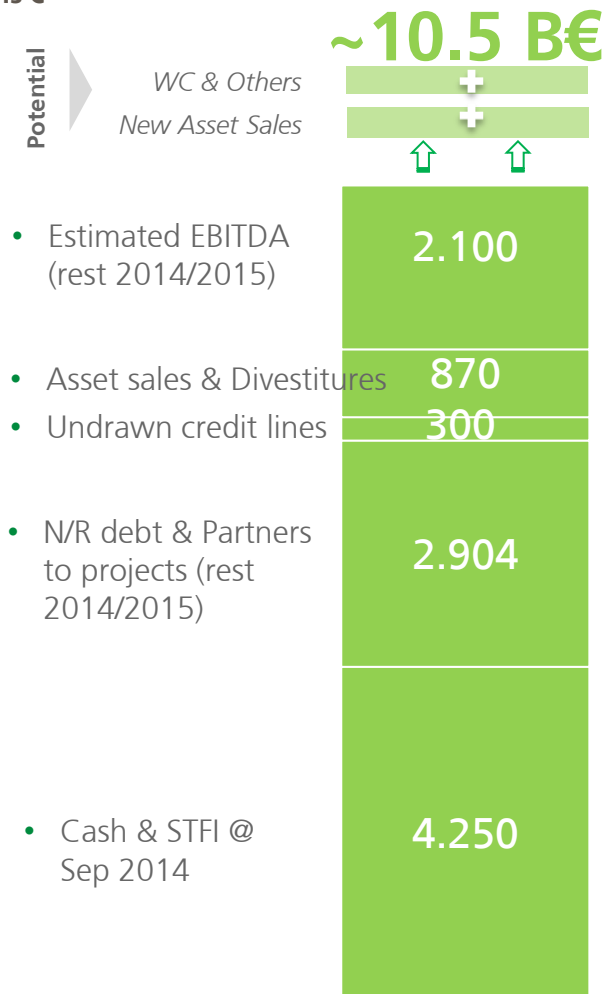 ~10.5 B€
Potential
WC & Others
New Asset Sales
• Estimated EBITDA
(rest 2014/2015)
2.100
• Asset sales & Divestitures
870
• Undrawn credit lines
300
• N/R debt & Partners
to projects (rest
2014/2015)
2.904
• Cash & STFI @
Sep 2014
4.250